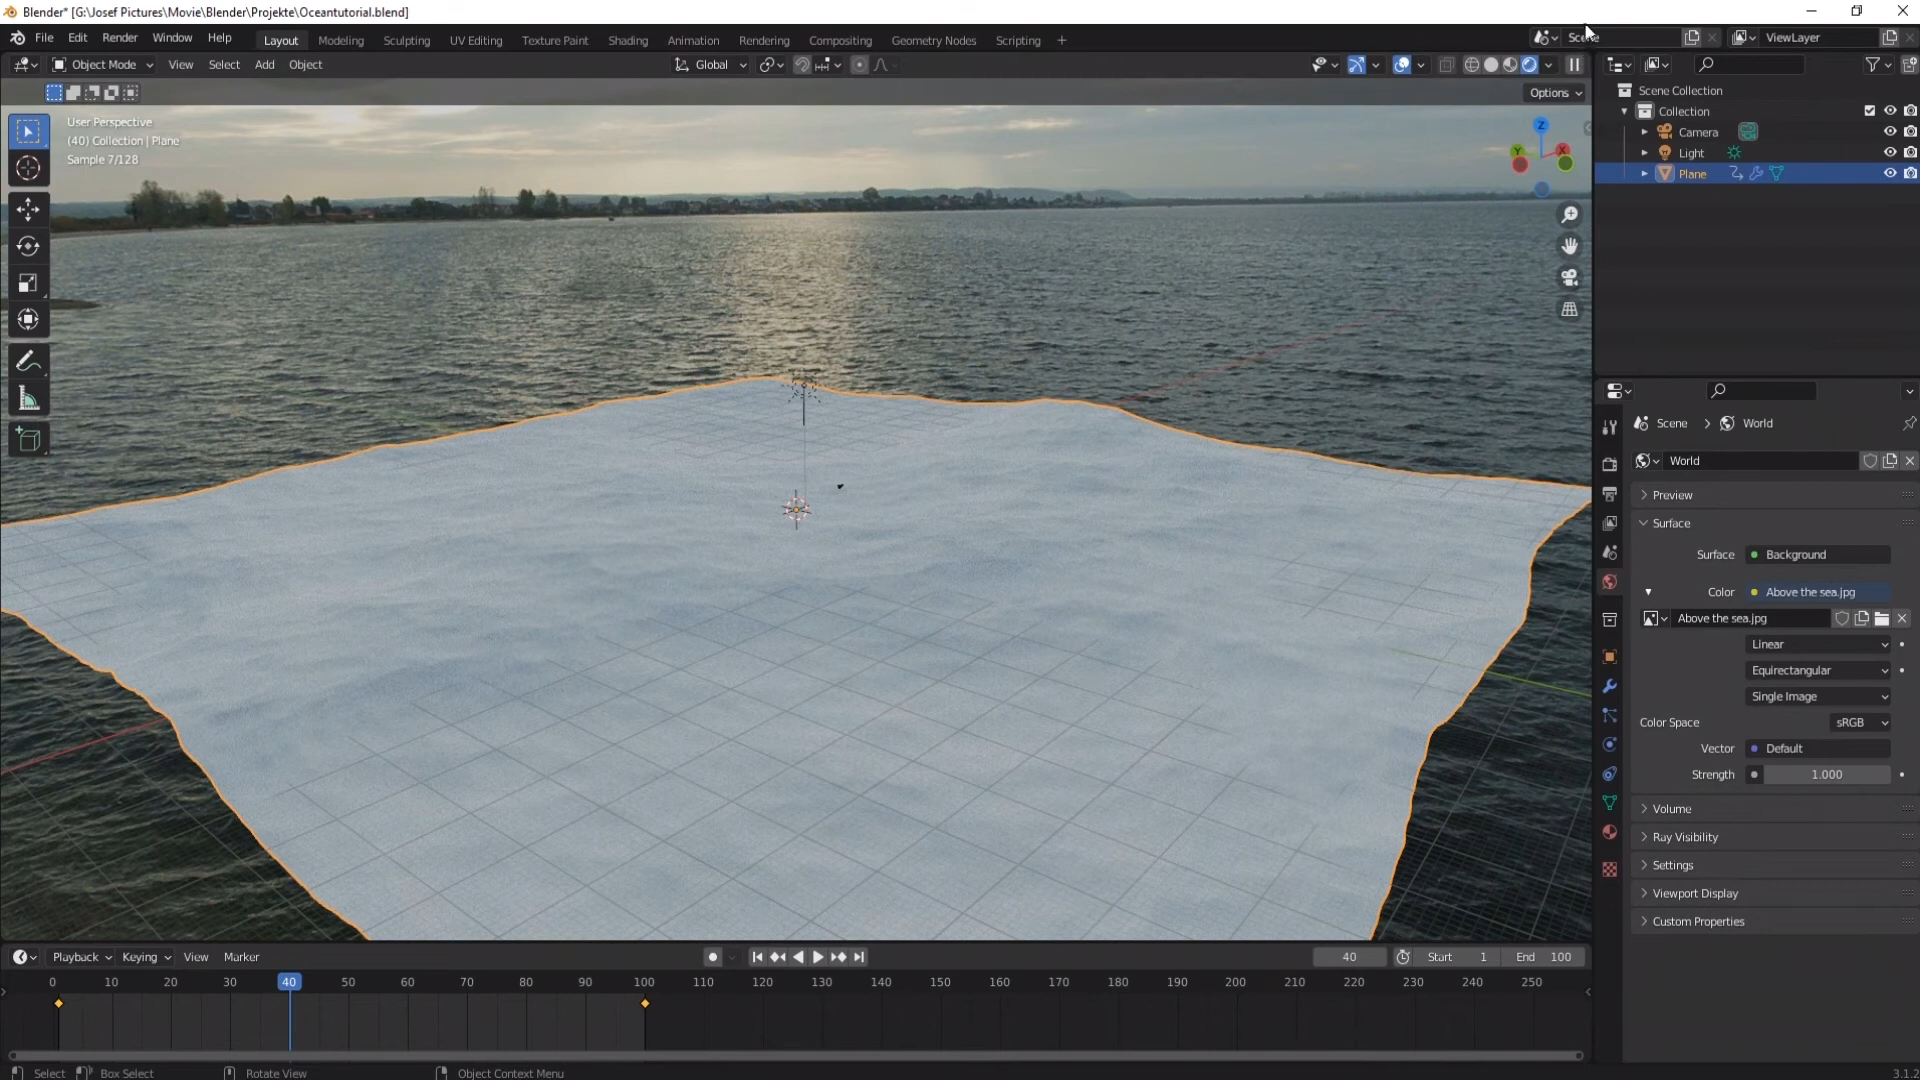 Blender* [G:\Josef Pictures\Movie\Blender\Projekte\Oceantutorial.blend]
File Edit Render Window Help Layout Modeling Sculpting UV Editing Texture Paint Shading Animation Rendering Compositing Geometry Nodes Scripting + Scene ViewLayer
Object Mode View Select Add Object Global
Options
User Perspective
(40) Collection | Plane
Sample 7/128
Z
Y X
Scene Collection
Collection
Camera
Light
Plane
Scene > World
World
Preview
Surface
Surface Background
Color Above the sea.jpg
Above the sea.jpg
Linear
Equirectangular
Single Image
Color Space sRGB
Vector Default
Strength 1.000
Volume
Ray Visibility
Settings
Viewport Display
Custom Properties
Playback Keying View Marker 40 Start 1 End 100
0 10 20 30 40 50 60 70 80 90 100 110 120 130 140 150 160 170 180 190 200 210 220 230 240 250
Select Box Select Rotate View Object Context Menu 3.1.2